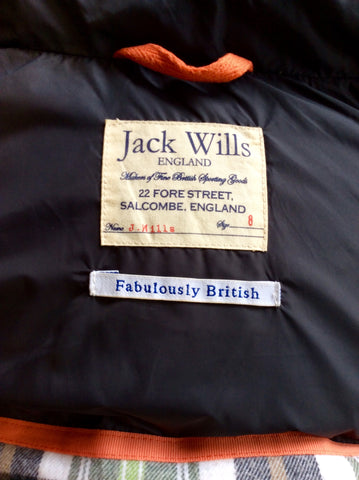 Jack Wills
ENGLAND
Makers of Fine British Sporting Goods
22 FORE STREET,
SALCOMBE, ENGLAND
Name J.Wills Size 8
Fabulously British